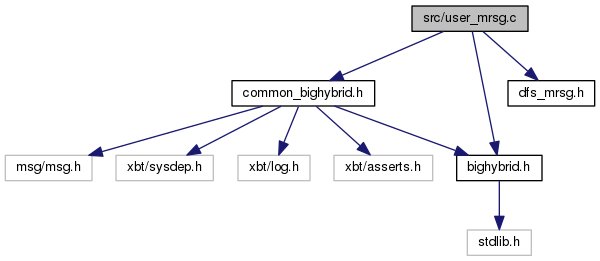 src/user_mrsg.c
common_bighybrid.h
dfs_mrsg.h
msg/msg.h
xbt/sysdep.h
xbt/log.h
xbt/asserts.h
bighybrid.h
stdlib.h